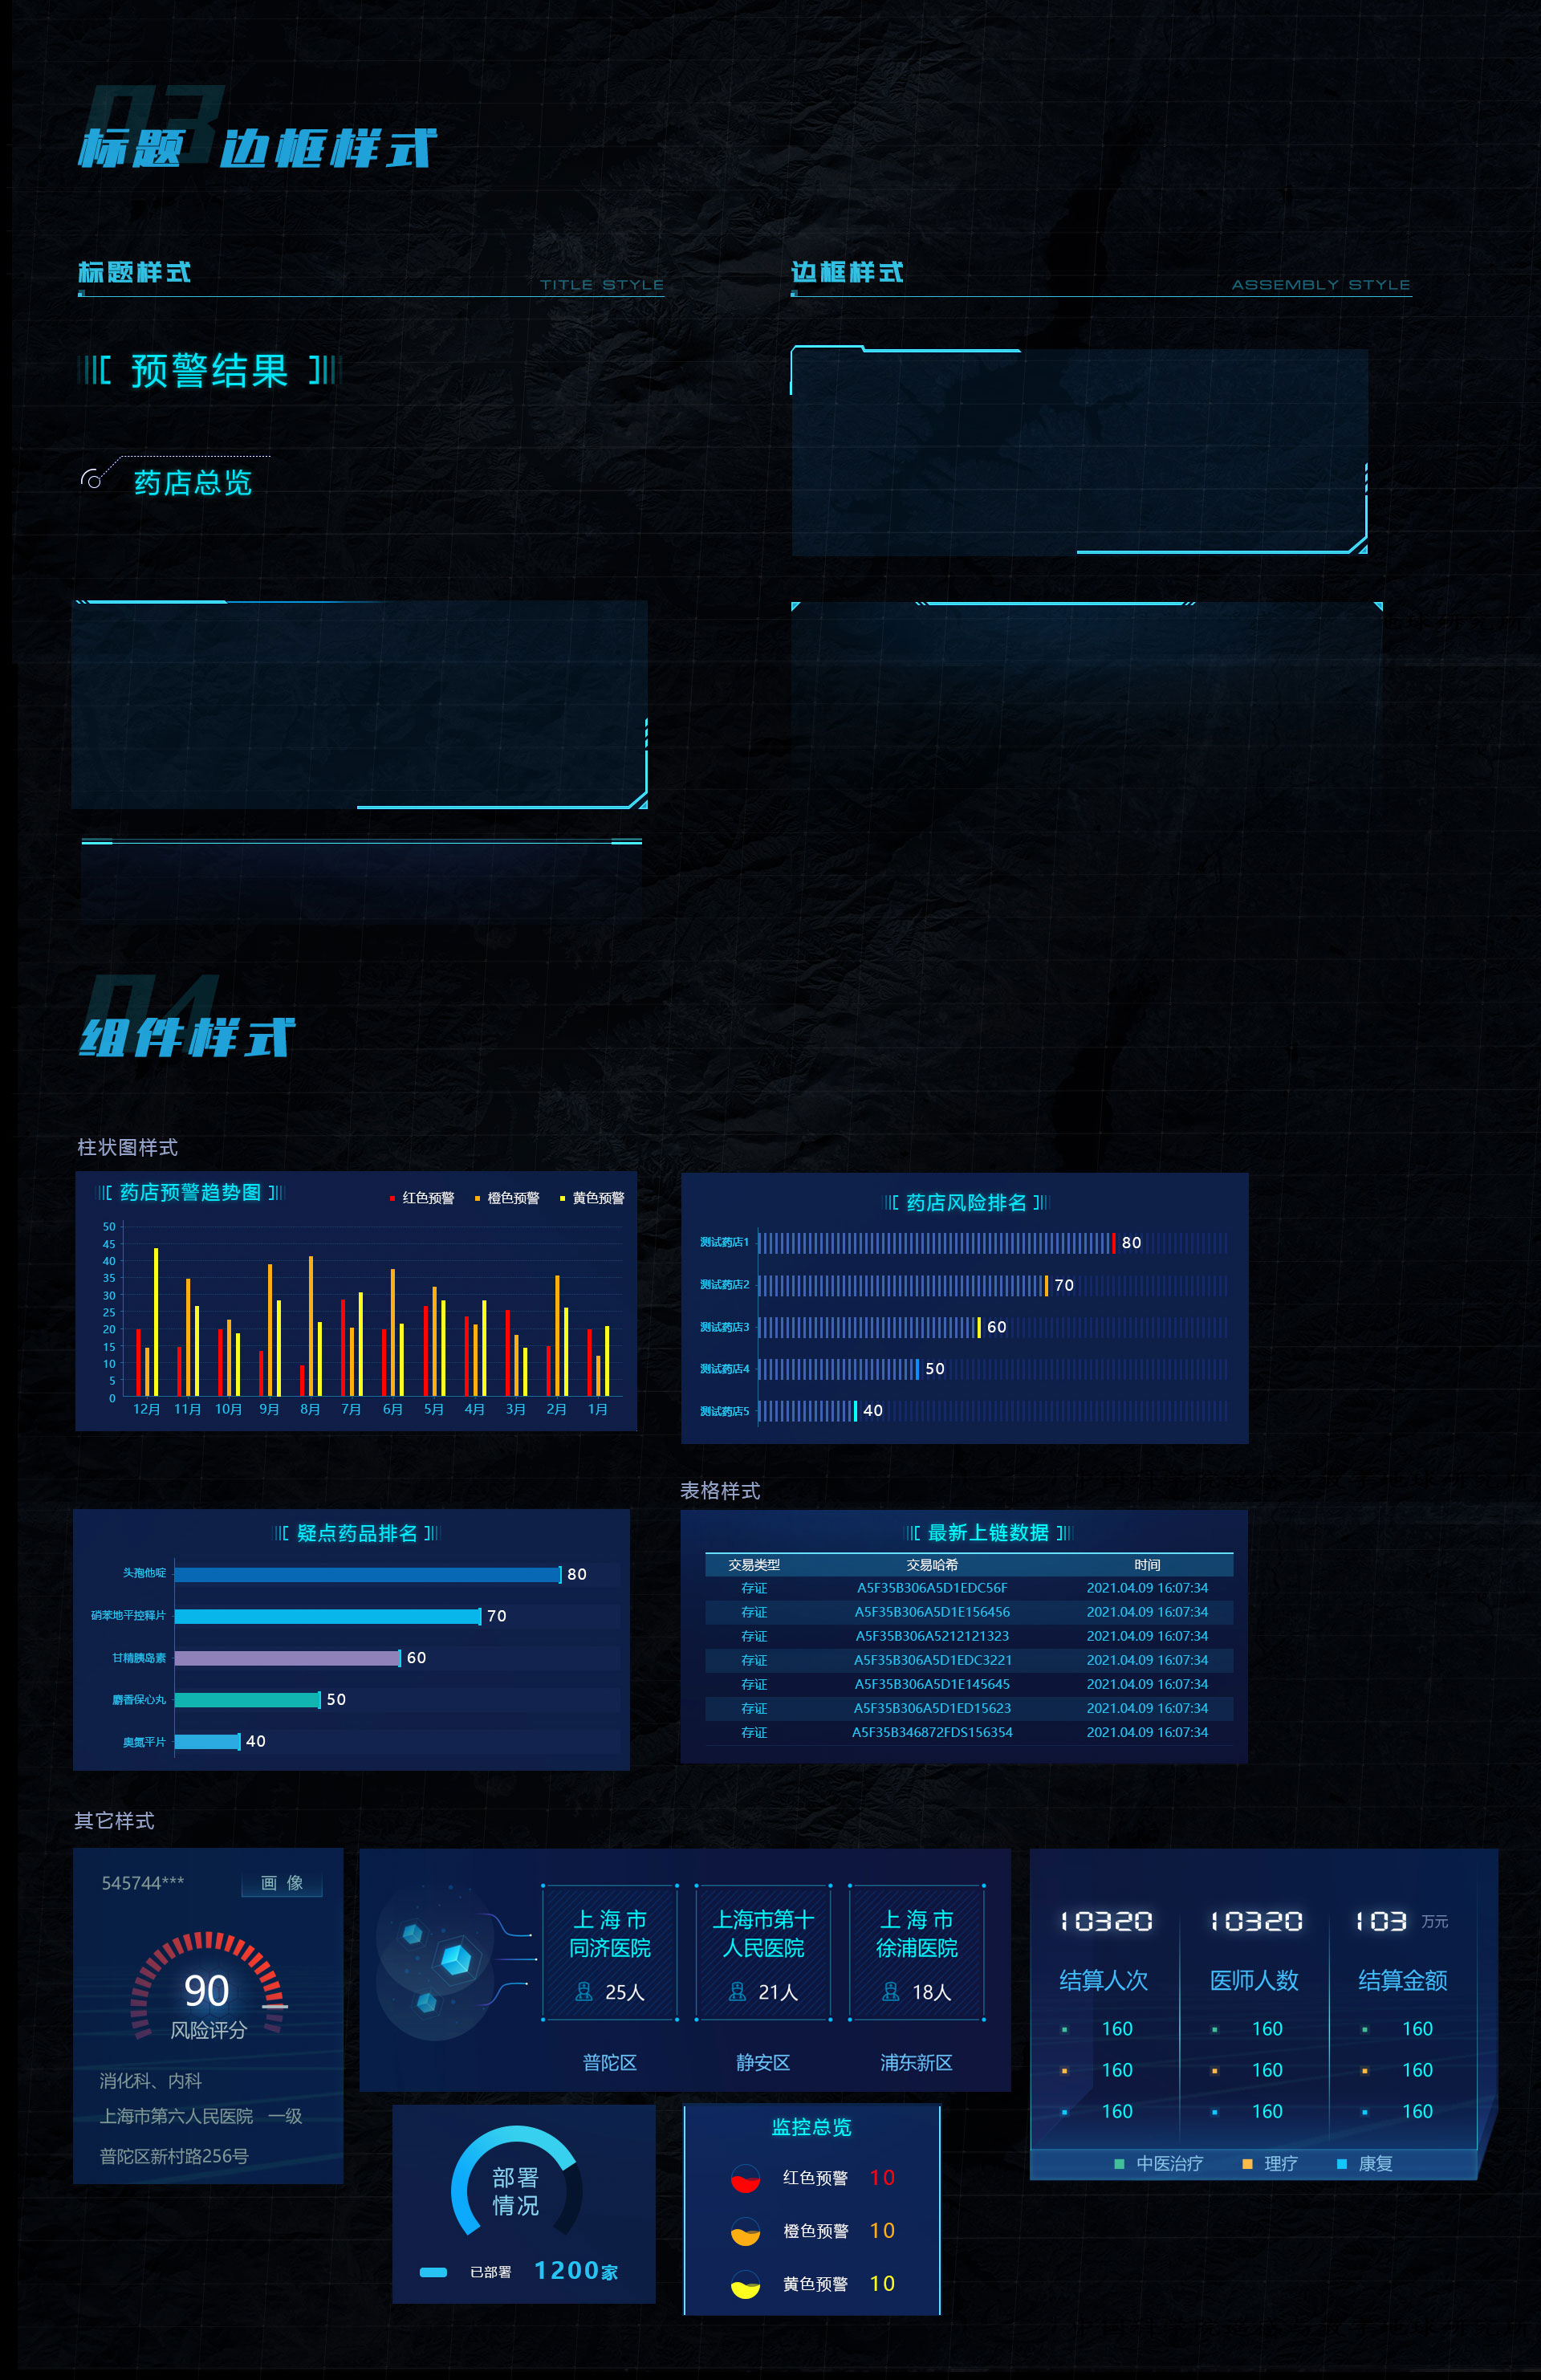 03
标题 边框样式
标题样式
TITLE STYLE
边框样式
ASSEMBLY STYLE
预警结果
药店总览
04
组件样式
柱状图样式
药店预警趋势图
红色预警 橙色预警 黄色预警
50
45
40
35
30
25
20
15
10
5
0
12月 11月 10月 9月 8月 7月 6月 5月 4月 3月 2月 1月
药店风险排名
测试药店1 80
测试药店2 70
测试药店3 60
测试药店4 50
测试药店5 40
疑点药品排名
头孢他啶 80
硝苯地平控释片 70
甘精胰岛素 60
麝香保心丸 50
奥氮平片 40
表格样式
最新上链数据
交易类型 交易哈希 时间
存证 A5F35B306A5D1EDC56F 2021.04.09 16:07:34
存证 A5F35B306A5D1E156456 2021.04.09 16:07:34
存证 A5F35B306A5212121323 2021.04.09 16:07:34
存证 A5F35B306A5D1EDC3221 2021.04.09 16:07:34
存证 A5F35B306A5D1E145645 2021.04.09 16:07:34
存证 A5F35B306A5D1ED15623 2021.04.09 16:07:34
存证 A5F35B346872FDS156354 2021.04.09 16:07:34
其它样式
545744*** 画 像
90
风险评分
消化科、内科
上海市第六人民医院 一级
普陀区新村路256号
上 海 市
同济医院
25人
普陀区
上海市第十
人民医院
21人
静安区
上 海 市
徐浦医院
18人
浦东新区
10320 10320 103 万元
结算人次 医师人数 结算金额
160 160 160
160 160 160
160 160 160
中医治疗 理疗 康复
部署
情况
已部署 1200家
监控总览
红色预警 10
橙色预警 10
黄色预警 10